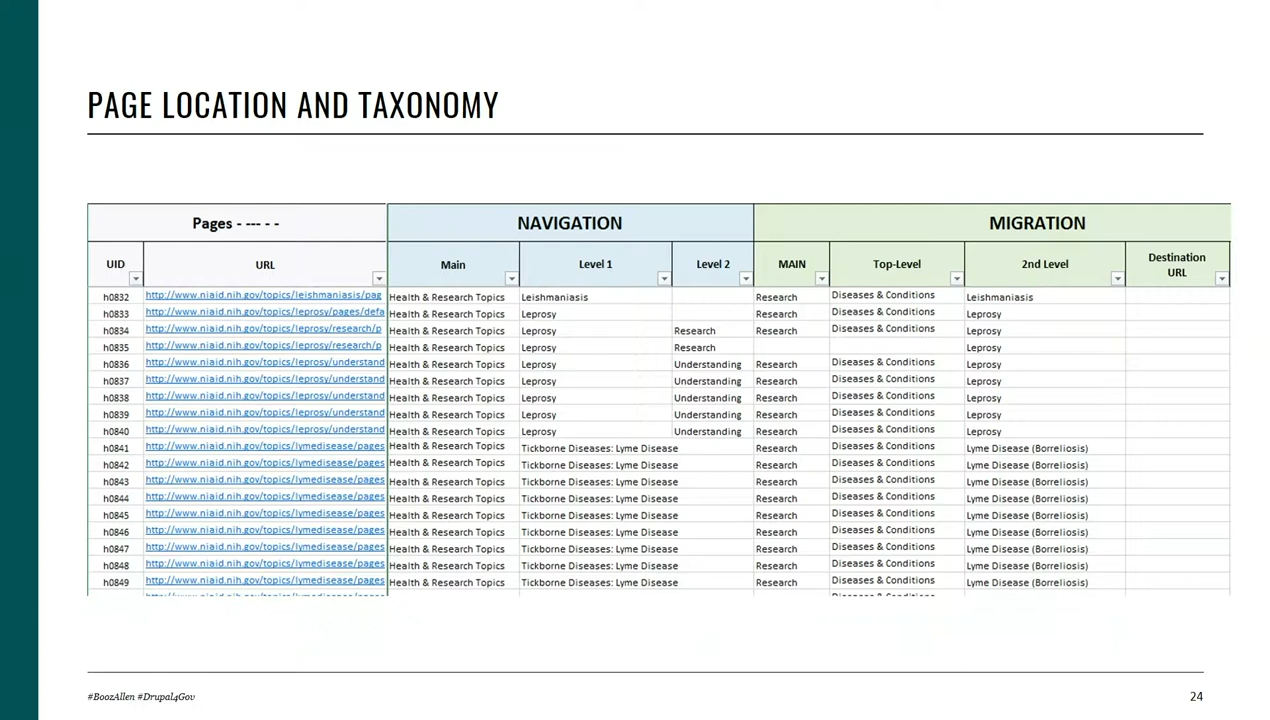 PAGE LOCATION AND TAXONOMY
Pages - --- - - NAVIGATION MIGRATION
UID URL Main Level 1 Level 2 MAIN Top-Level 2nd Level Destination URL
h0832 http://www.niaid.nih.gov/topics/leishmaniasis/pag Health & Research Topics Leishmaniasis Research Diseases & Conditions Leishmaniasis
h0833 http://www.niaid.nih.gov/topics/leprosy/pages/defa Health & Research Topics Leprosy Research Diseases & Conditions Leprosy
h0834 http://www.niaid.nih.gov/topics/leprosy/research/p Health & Research Topics Leprosy Research Research Diseases & Conditions Leprosy
h0835 http://www.niaid.nih.gov/topics/leprosy/research/p Health & Research Topics Leprosy Research Leprosy
h0836 http://www.niaid.nih.gov/topics/leprosy/understand Health & Research Topics Leprosy Understanding Research Diseases & Conditions Leprosy
h0837 http://www.niaid.nih.gov/topics/leprosy/understand Health & Research Topics Leprosy Understanding Research Diseases & Conditions Leprosy
h0838 http://www.niaid.nih.gov/topics/leprosy/understand Health & Research Topics Leprosy Understanding Research Diseases & Conditions Leprosy
h0839 http://www.niaid.nih.gov/topics/leprosy/understand Health & Research Topics Leprosy Understanding Research Diseases & Conditions Leprosy
h0840 http://www.niaid.nih.gov/topics/leprosy/understand Health & Research Topics Leprosy Understanding Research Diseases & Conditions Leprosy
h0841 http://www.niaid.nih.gov/topics/lymedisease/pages Health & Research Topics Tickborne Diseases: Lyme Disease Research Diseases & Conditions Lyme Disease (Borreliosis)
h0842 http://www.niaid.nih.gov/topics/lymedisease/pages Health & Research Topics Tickborne Diseases: Lyme Disease Research Diseases & Conditions Lyme Disease (Borreliosis)
h0843 http://www.niaid.nih.gov/topics/lymedisease/pages Health & Research Topics Tickborne Diseases: Lyme Disease Research Diseases & Conditions Lyme Disease (Borreliosis)
h0844 http://www.niaid.nih.gov/topics/lymedisease/pages Health & Research Topics Tickborne Diseases: Lyme Disease Research Diseases & Conditions Lyme Disease (Borreliosis)
h0845 http://www.niaid.nih.gov/topics/lymedisease/pages Health & Research Topics Tickborne Diseases: Lyme Disease Research Diseases & Conditions Lyme Disease (Borreliosis)
h0846 http://www.niaid.nih.gov/topics/lymedisease/pages Health & Research Topics Tickborne Diseases: Lyme Disease Research Diseases & Conditions Lyme Disease (Borreliosis)
h0847 http://www.niaid.nih.gov/topics/lymedisease/pages Health & Research Topics Tickborne Diseases: Lyme Disease Research Diseases & Conditions Lyme Disease (Borreliosis)
h0848 http://www.niaid.nih.gov/topics/lymedisease/pages Health & Research Topics Tickborne Diseases: Lyme Disease Research Diseases & Conditions Lyme Disease (Borreliosis)
h0849 http://www.niaid.nih.gov/topics/lymedisease/pages Health & Research Topics Tickborne Diseases: Lyme Disease Research Diseases & Conditions Lyme Disease (Borreliosis)
#BoozAllen #Drupal4Gov 24